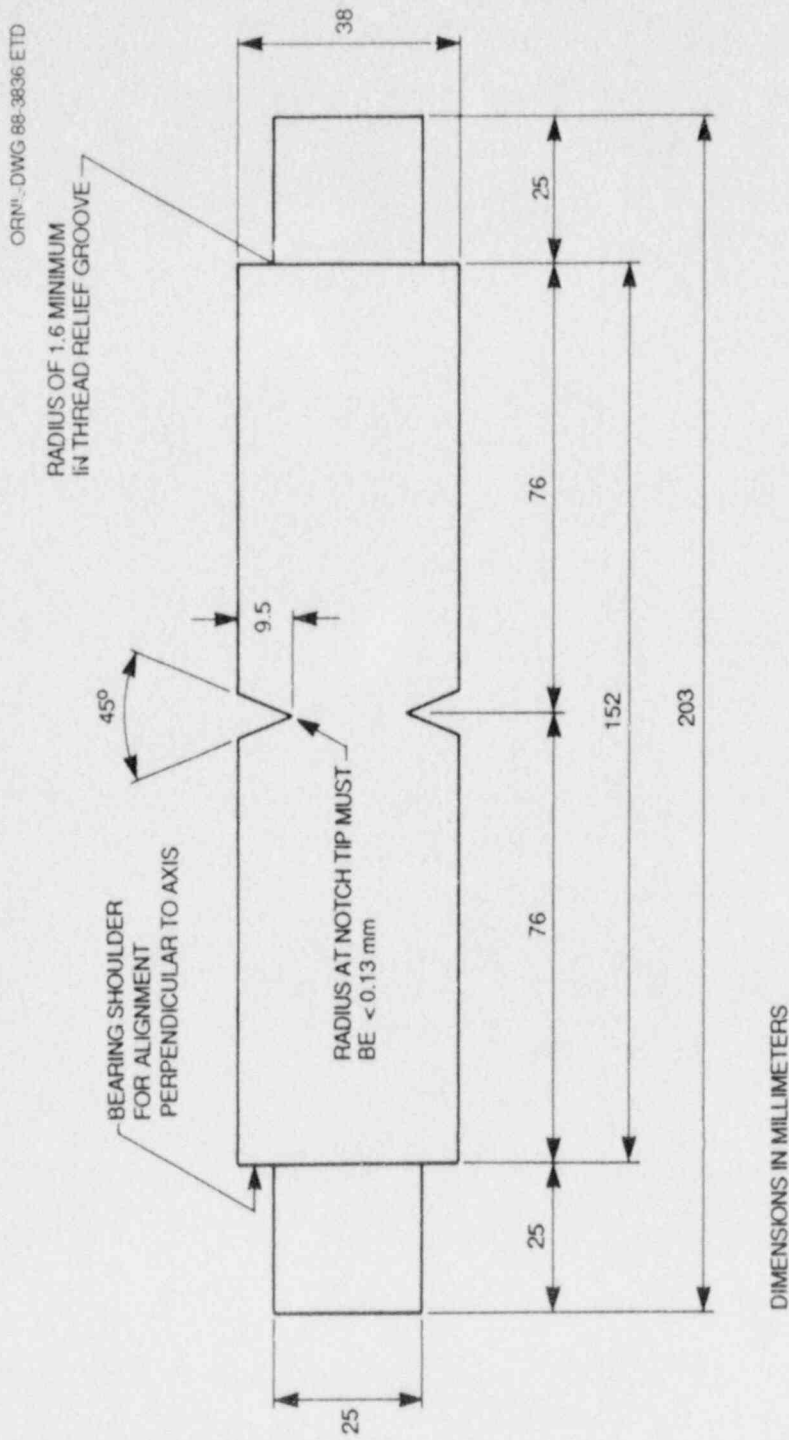 ORNL-DWG 88-3836 ETD
RADIUS OF 1.6 MINIMUM
IN THREAD RELIEF GROOVE
38
45°
9.5
BEARING SHOULDER
FOR ALIGNMENT
PERPENDICULAR TO AXIS
RADIUS AT NOTCH TIP MUST
BE < 0.13 mm
25
25
76
76
25
152
203
DIMENSIONS IN MILLIMETERS